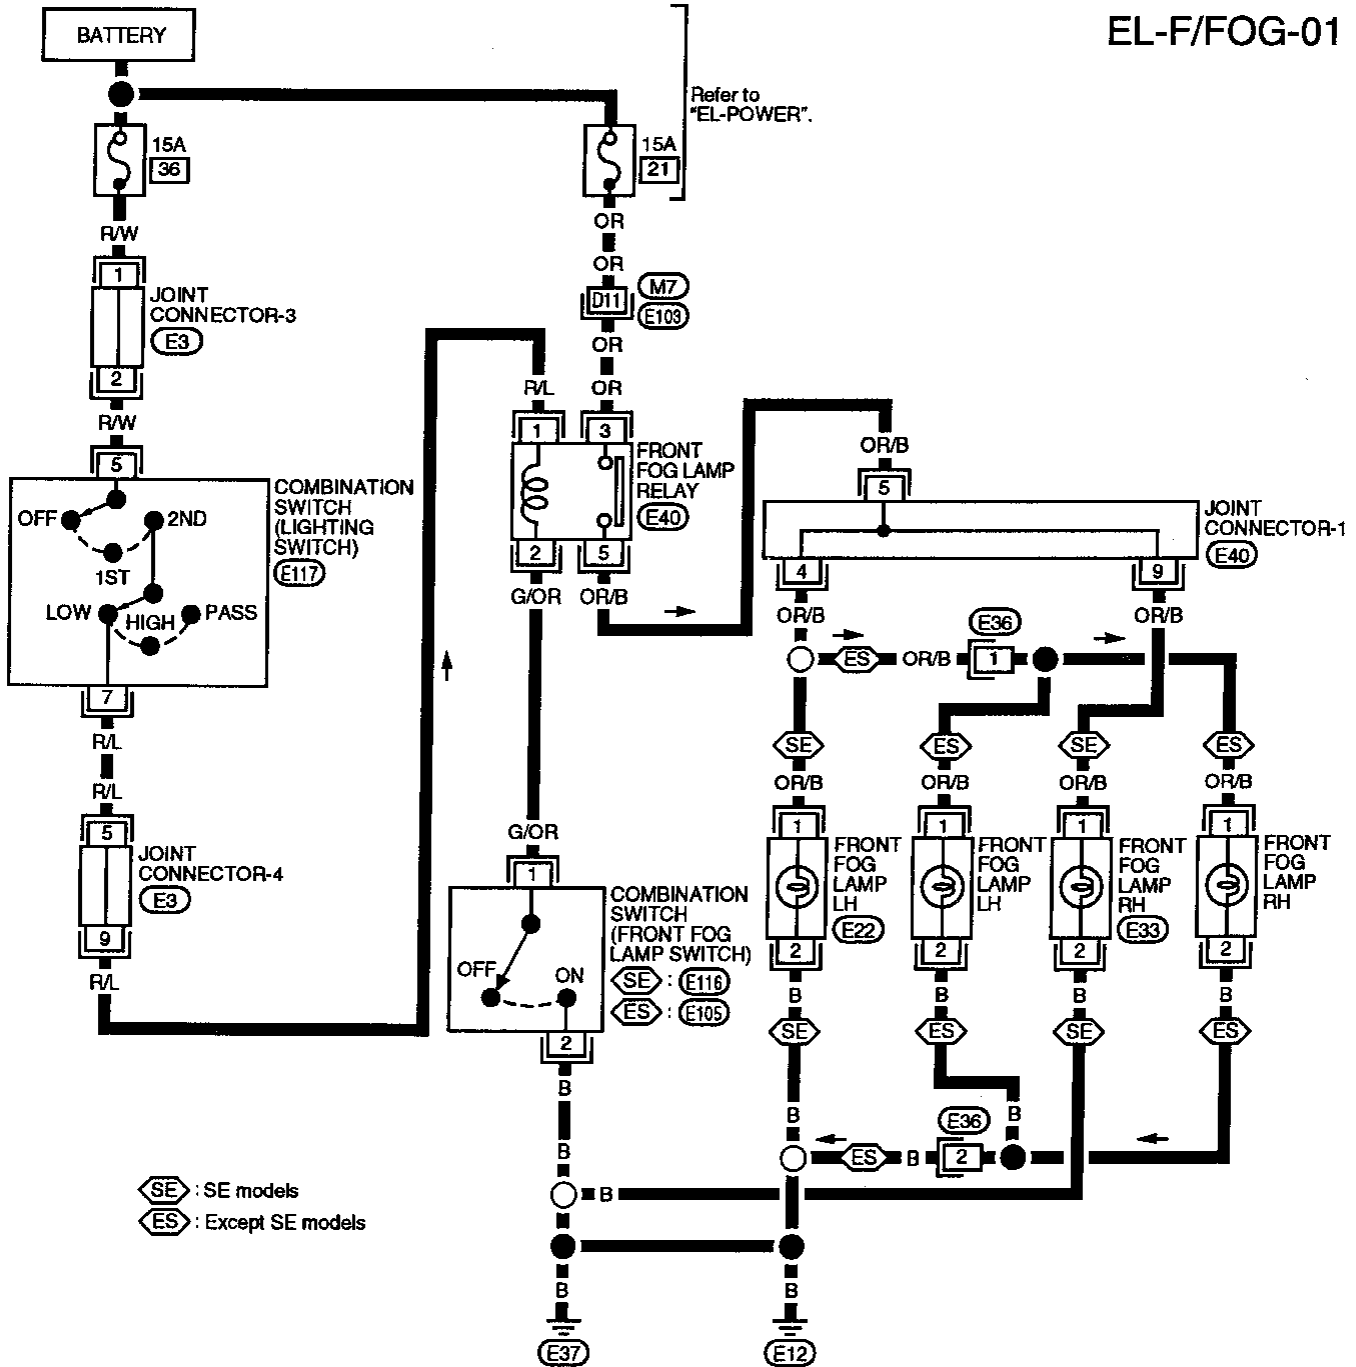 EL-F/FOG-01
BATTERY
Refer to
"EL-POWER".
15A
36
15A
21
R/W
OR
OR
1
JOINT
CONNECTOR-3
E3
D11
M7
E103
2
OR
R/W
R/L
OR
5
1
3
FRONT
FOG LAMP
RELAY
E40
2
5
G/OR
OR/B
OFF
2ND
1ST
LOW
HIGH
PASS
COMBINATION
SWITCH
(LIGHTING
SWITCH)
E117
7
R/L
R/L
5
JOINT
CONNECTOR-4
E3
9
R/L
OR/B
5
JOINT
CONNECTOR-1
E40
4
9
OR/B
OR/B
ES
OR/B
E36
1
SE
ES
SE
ES
OR/B
OR/B
OR/B
OR/B
G/OR
1
COMBINATION
SWITCH
(FRONT FOG
LAMP SWITCH)
SE : E116
ES : E105
OFF
ON
2
1
FRONT
FOG
LAMP
LH
E22
2
1
FRONT
FOG
LAMP
LH
2
1
FRONT
FOG
LAMP
RH
E33
2
1
FRONT
FOG
LAMP
RH
2
B
B
B
B
SE
ES
SE
ES
B
B
B
B
E36
ES
B
2
B
SE : SE models
ES : Except SE models
B
B
E37
E12